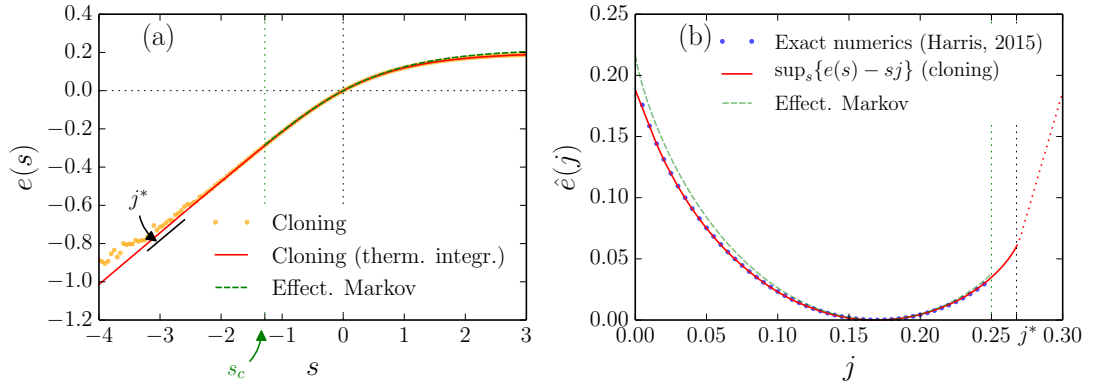 (a)
e(s)
0.4
0.2
0.0
−0.2
−0.4
−0.6
−0.8
−1.0
−1.2
j*
Cloning
Cloning (therm. integr.)
Effect. Markov
−4 −3 −2 −1 0 1 2 3
s_c
s
(b)
ê(j)
0.25
0.20
0.15
0.10
0.05
0.00
Exact numerics (Harris, 2015)
sup_s{e(s) − sj} (cloning)
Effect. Markov
0.00 0.05 0.10 0.15 0.20 0.25 j* 0.30
j